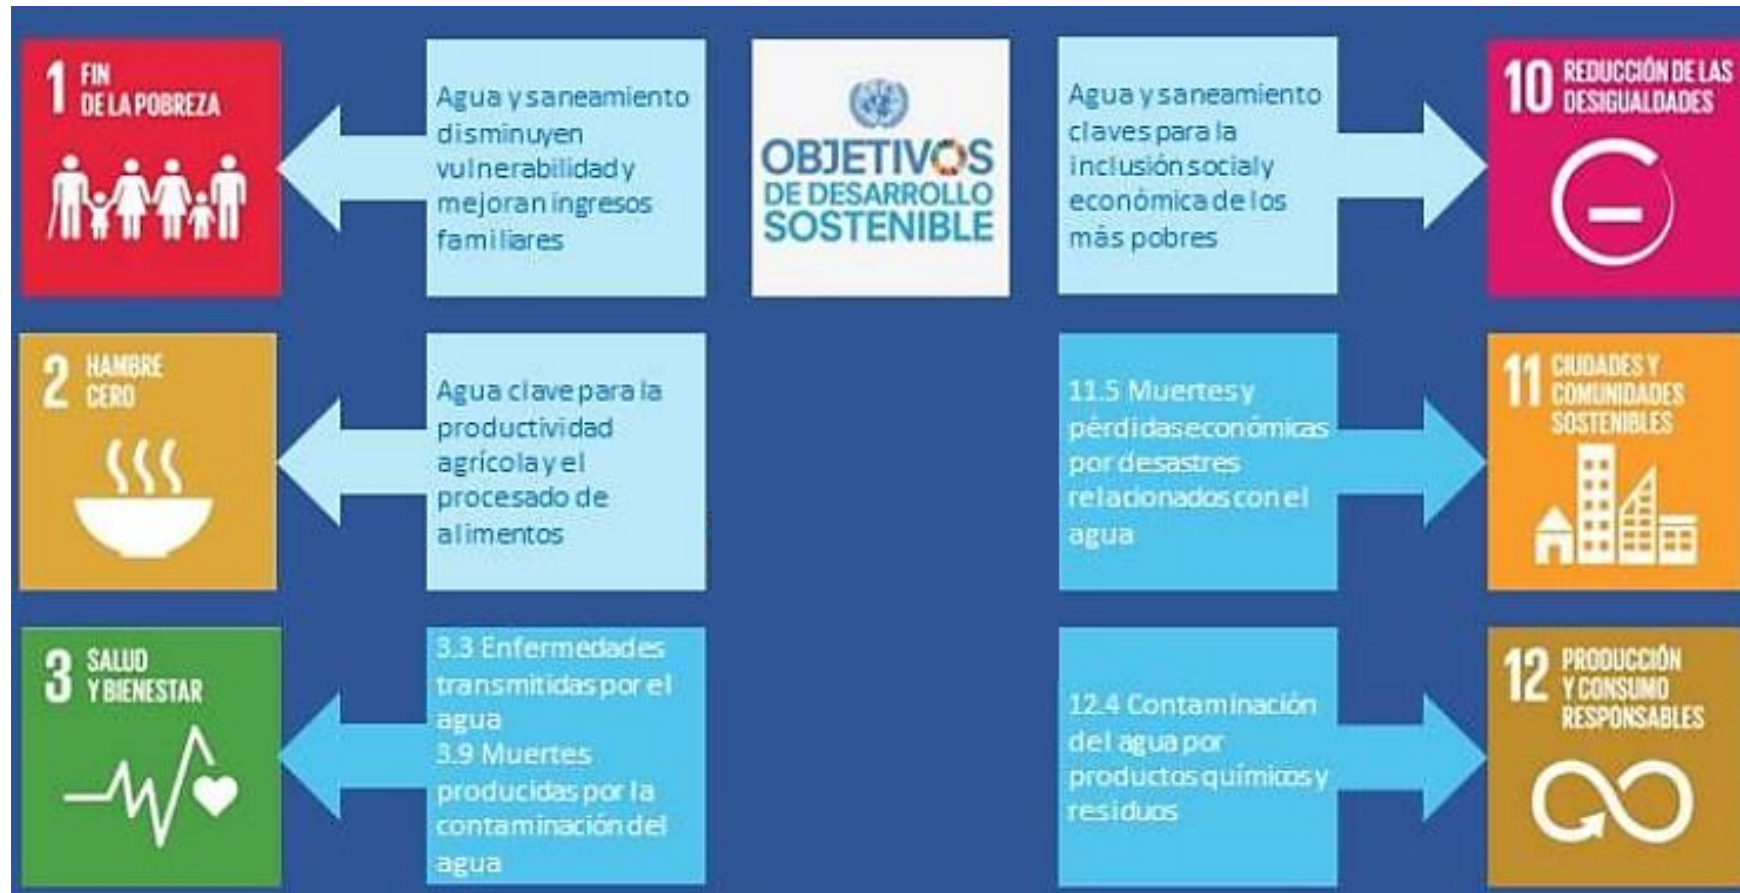 1 FIN
DE LA POBREZA
Agua y saneamiento
disminuyen
vulnerabilidad y
mejoran ingresos
familiares
OBJETIVOS
DE DESARROLLO
SOSTENIBLE
Agua y saneamiento
claves para la
inclusión social y
económica de los
más pobres
10 REDUCCIÓN DE LAS
DESIGUALDADES
2 HAMBRE
CERO
Agua clave para la
productividad
agrícola y el
procesado de
alimentos
11.5 Muertes y
pérdidas económicas
por desastres
relacionados con el
agua
11 CIUDADES Y
COMUNIDADES
SOSTENIBLES
3 SALUD
Y BIENESTAR
3.3 Enfermedades
transmitidas por el
agua
3.9 Muertes
producidas por la
contaminación del
agua
12.4 Contaminación
del agua por
productos químicos y
residuos
12 PRODUCCIÓN
Y CONSUMO
RESPONSABLES